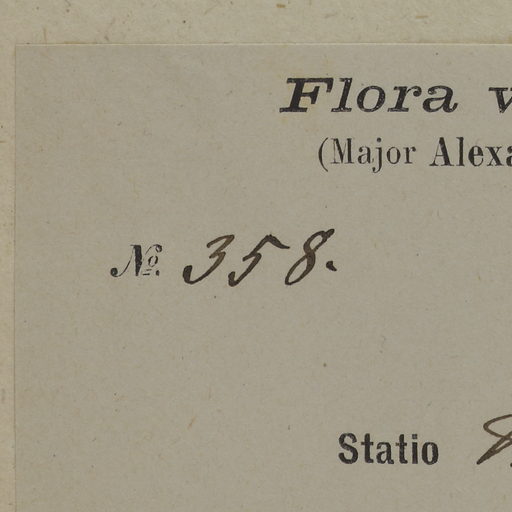 Flora
(Major Alexa
No. 358.
Statio